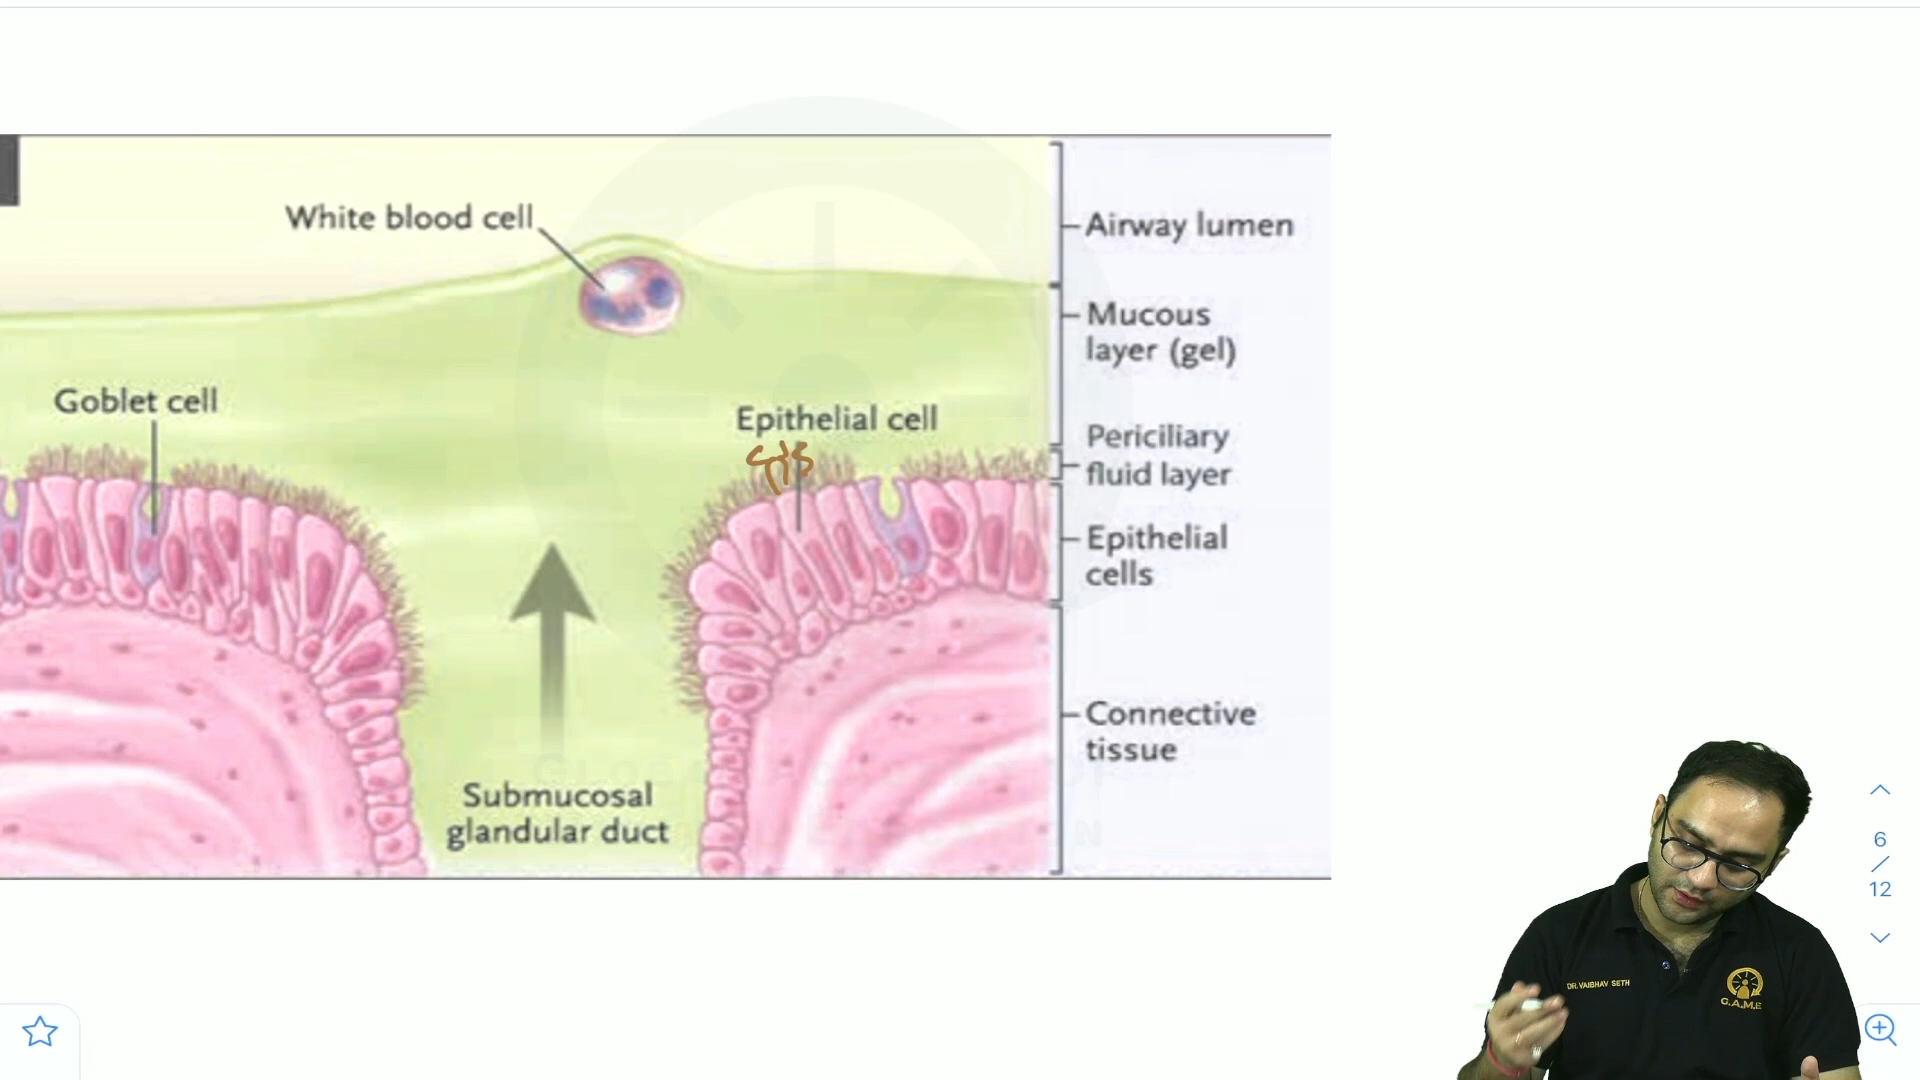 White blood cell
Airway lumen
Mucous
layer (gel)
Goblet cell
Epithelial cell
Periciliary
fluid layer
Epithelial
cells
Connective
tissue
Submucosal
glandular duct
6
/
12
DR.VAIBHAV SETH
G.A.M.E